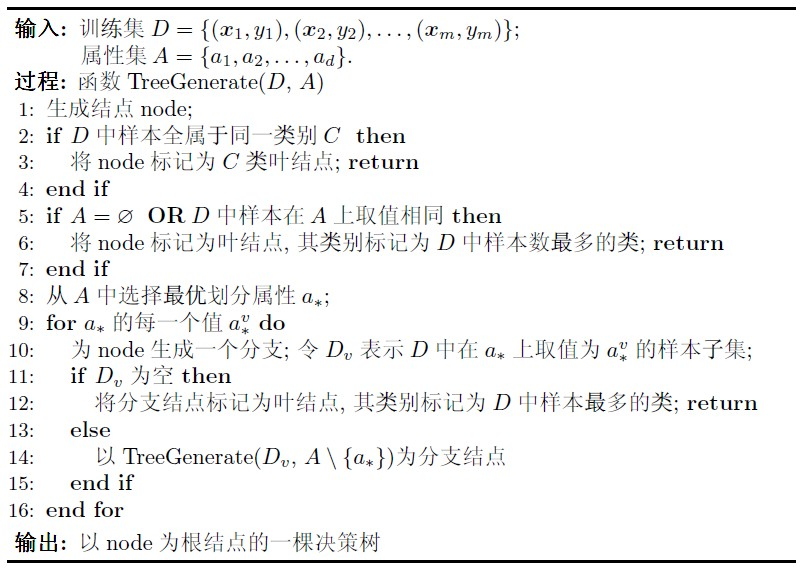 输入: 训练集 D = {(x₁, y₁), (x₂, y₂), . . . , (xₘ, yₘ)};
属性集 A = {a₁, a₂, . . . , a_d}.
过程: 函数 TreeGenerate(D, A)
1: 生成结点 node;
2: if D 中样本全属于同一类别 C then
3: 将 node 标记为 C 类叶结点; return
4: end if
5: if A = ∅ OR D 中样本在 A 上取值相同 then
6: 将 node 标记为叶结点, 其类别标记为 D 中样本数最多的类; return
7: end if
8: 从 A 中选择最优划分属性 a_*;
9: for a_* 的每一个值 a_*^v do
10: 为 node 生成一个分支; 令 D_v 表示 D 中在 a_* 上取值为 a_*^v 的样本子集;
11: if D_v 为空 then
12: 将分支结点标记为叶结点, 其类别标记为 D 中样本最多的类; return
13: else
14: 以 TreeGenerate(D_v, A \ {a_*})为分支结点
15: end if
16: end for
输出: 以 node 为根结点的一棵决策树